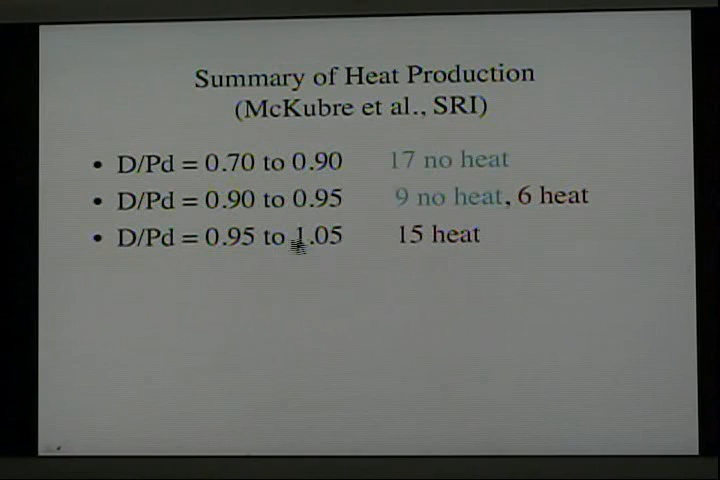 Summary of Heat Production
(McKubre et al., SRI)
• D/Pd = 0.70 to 0.90 17 no heat
• D/Pd = 0.90 to 0.95 9 no heat, 6 heat
• D/Pd = 0.95 to 1.05 15 heat